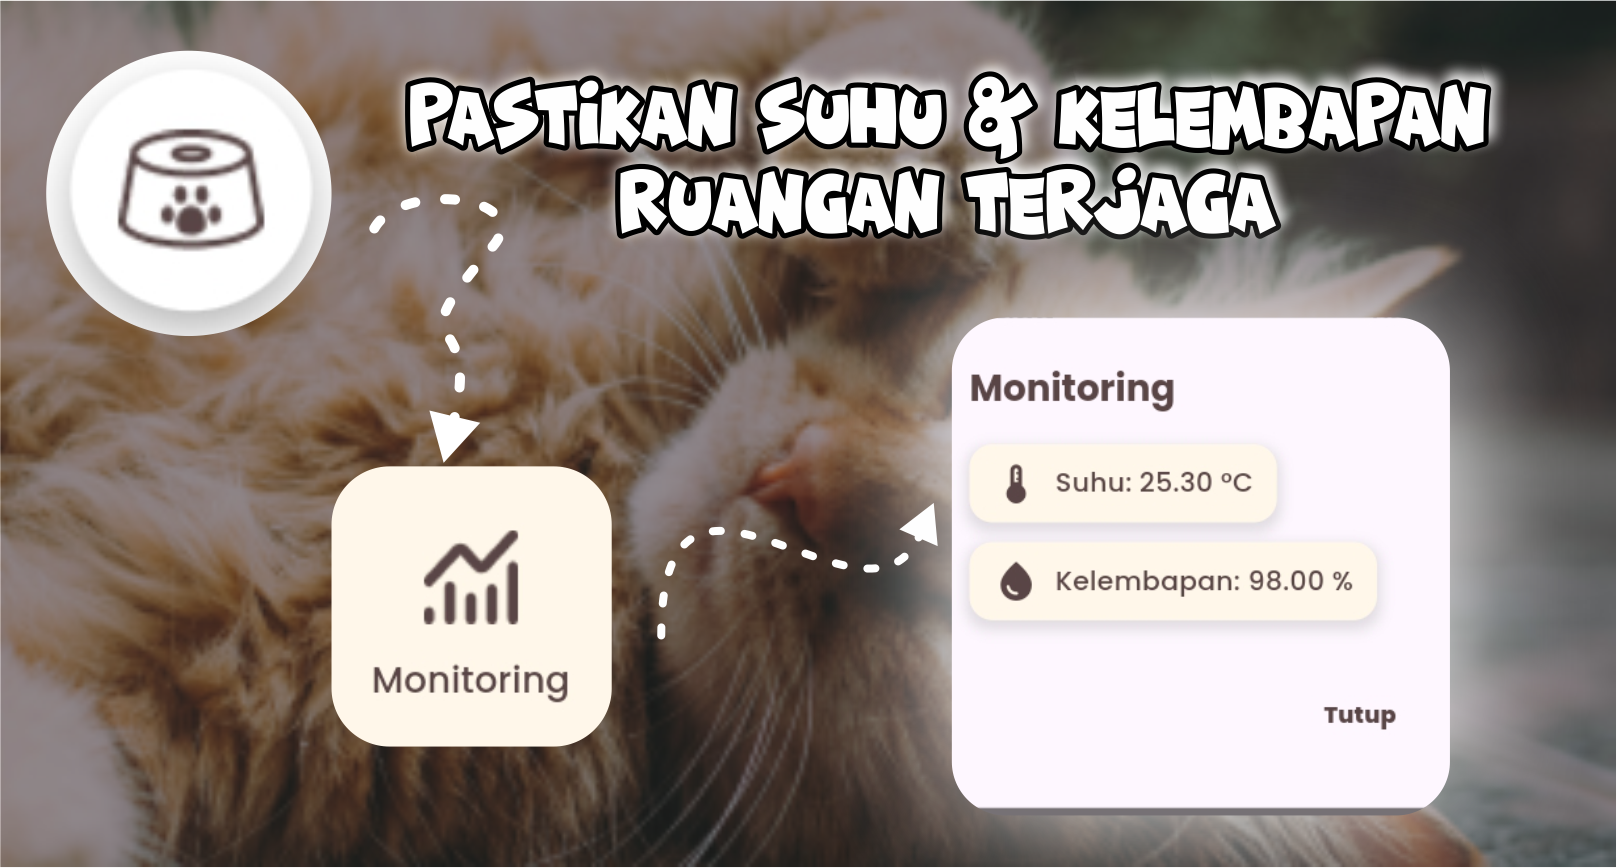 PASTiKAN SUHU & KELEMBAPAN
RUANGAN TERJAGA
Monitoring
Monitoring
Suhu: 25.30 °C
Kelembapan: 98.00 %
Tutup